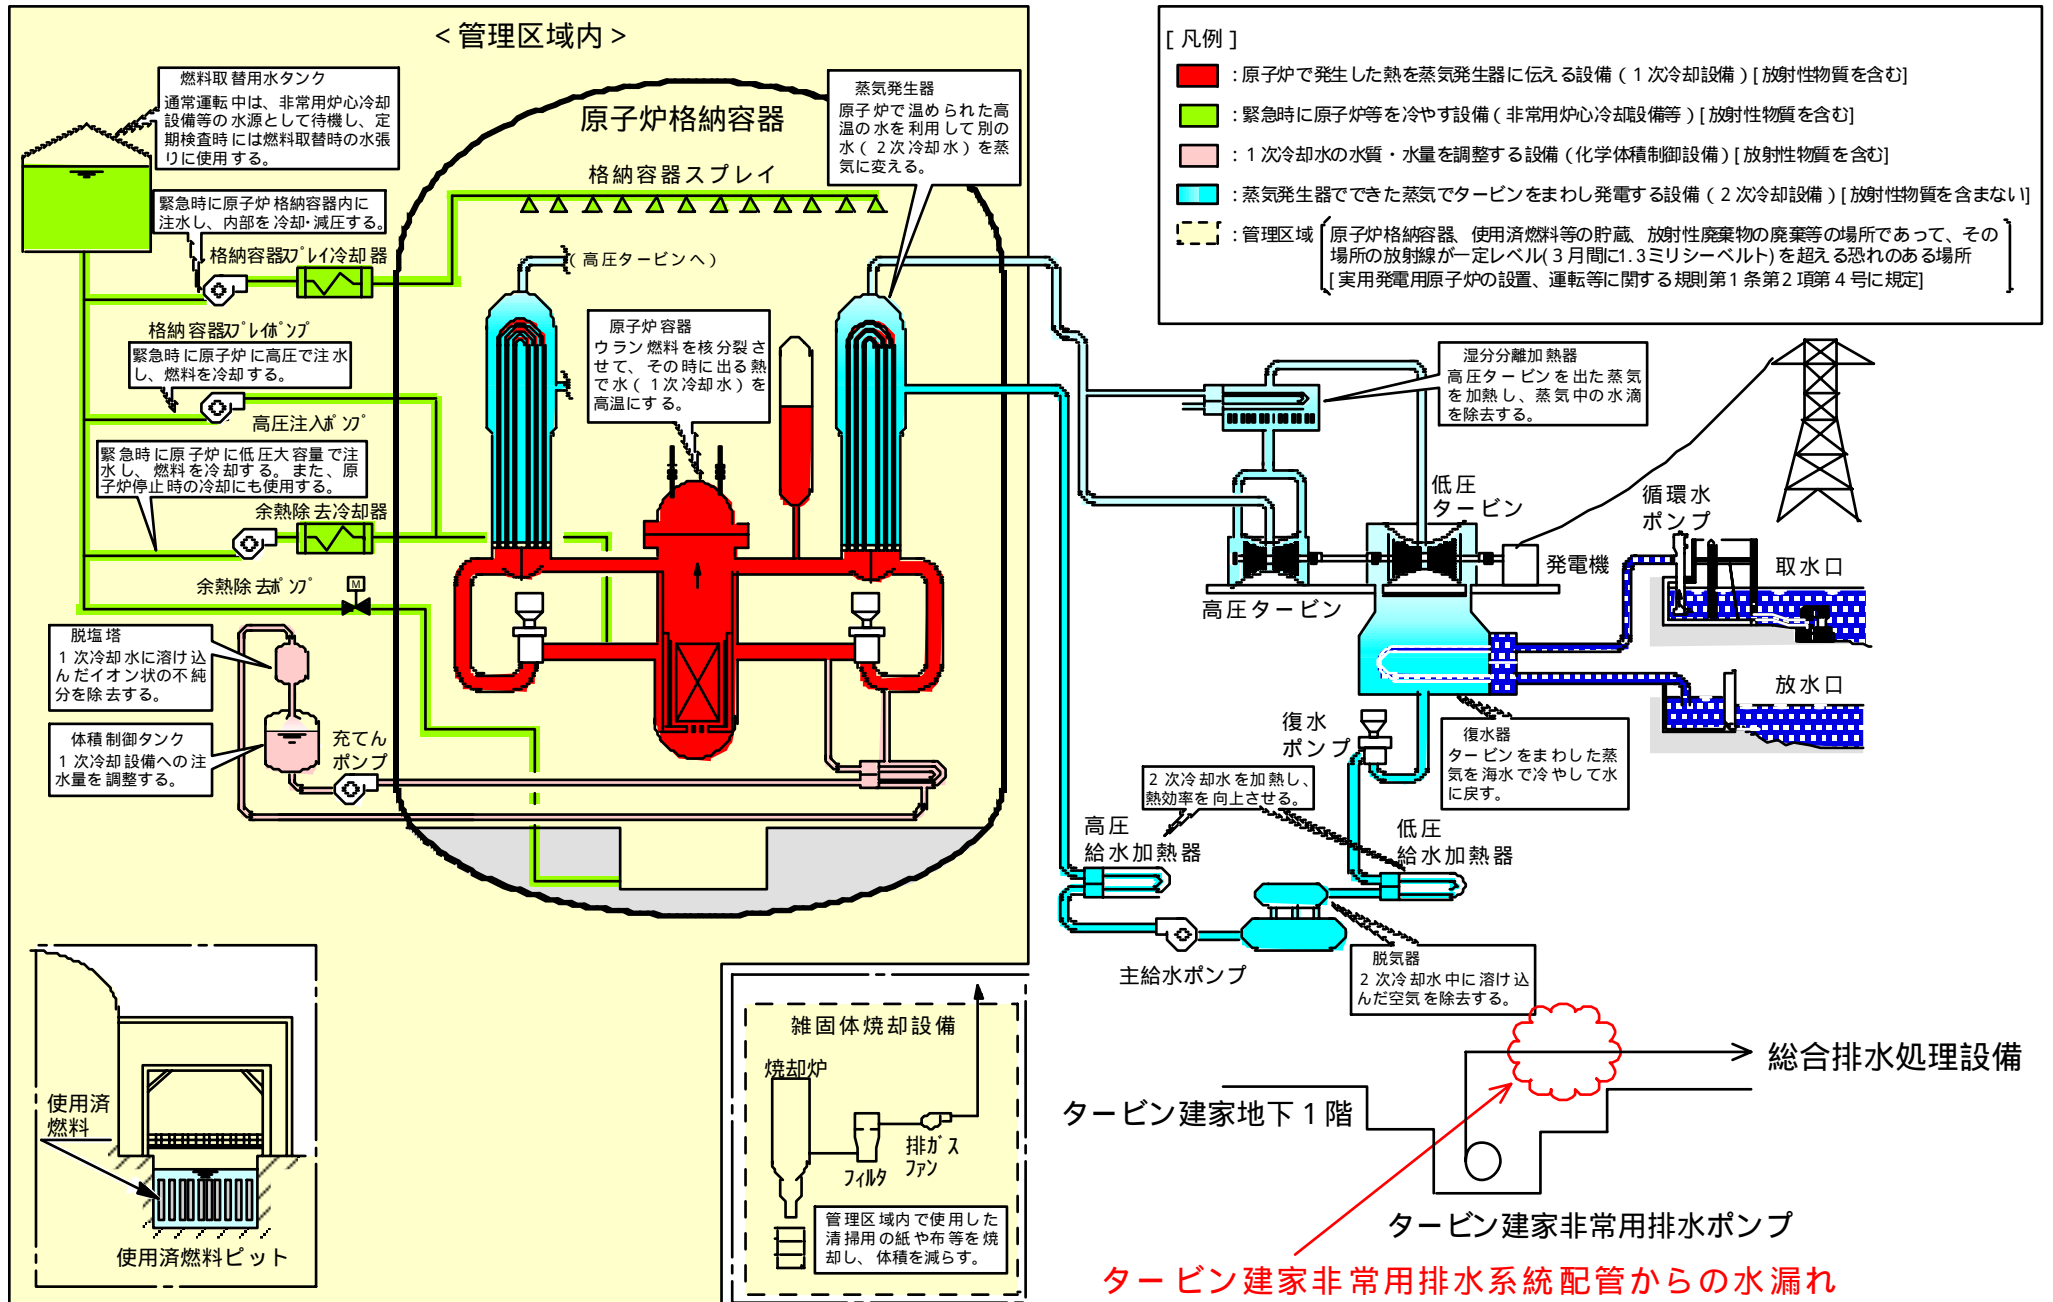 ＜管理区域内＞
燃料取替用水タンク
通常運転中は、非常用炉心冷却
設備等の水源として待機し、定
期検査時には燃料取替時の水張
りに使用する。
緊急時に原子炉格納容器内に
注水し、内部を冷却・減圧する。
格納容器ｽﾌﾟﾚｲ冷却器
格納容器ｽﾌﾟﾚｲﾎﾟﾝﾌﾟ
緊急時に原子炉に高圧で注水
し、燃料を冷却する。
高圧注入ﾎﾟﾝﾌﾟ
緊急時に原子炉に低圧大容量で注
水し、燃料を冷却する。また、原
子炉停止時の冷却にも使用する。
余熱除去冷却器
余熱除去ﾎﾟﾝﾌﾟ
M
脱塩塔
１次冷却水に溶け込
んだイオン状の不純
分を除去する。
体積制御タンク
１次冷却設備への注
水量を調整する。
充てん
ポンプ
原子炉格納容器
格納容器スプレイ
蒸気発生器
原子炉で温められた高
温の水を利用して別の
水（２次冷却水）を蒸
気に変える。
（高圧タービンへ）
原子炉容器
ウラン燃料を核分裂さ
せて、その時に出る熱
で水（１次冷却水）を
高温にする。
[凡例]
：原子炉で発生した熱を蒸気発生器に伝える設備（１次冷却設備）[放射性物質を含む]
：緊急時に原子炉等を冷やす設備（非常用炉心冷却設備等）[放射性物質を含む]
：１次冷却水の水質・水量を調整する設備（化学体積制御設備）[放射性物質を含む]
：蒸気発生器でできた蒸気でタービンをまわし発電する設備（２次冷却設備）[放射性物質を含まない]
：管理区域
原子炉格納容器、使用済燃料等の貯蔵、放射性廃棄物の廃棄等の場所であって、その
場所の放射線が一定レベル(３月間に1.3ミリシーベルト)を超える恐れのある場所
[実用発電用原子炉の設置、運転等に関する規則第１条第２項第４号に規定]
湿分分離加熱器
高圧タービンを出た蒸気
を加熱し、蒸気中の水滴
を除去する。
低圧
タービン
高圧タービン
発電機
循環水
ポンプ
取水口
放水口
復水
ポンプ
復水器
タービンをまわした蒸
気を海水で冷やして水
に戻す。
２次冷却水を加熱し、
熱効率を向上させる。
高圧
給水加熱器
低圧
給水加熱器
主給水ポンプ
脱気器
２次冷却水中に溶け込
んだ空気を除去する。
使用済
燃料
使用済燃料ピット
雑固体焼却設備
焼却炉
フィルタ
排ガス
ファン
管理区域内で使用した
清掃用の紙や布等を焼
却し、体積を減らす。
総合排水処理設備
タービン建家地下１階
タービン建家非常用排水ポンプ
タービン建家非常用排水系統配管からの水漏れ